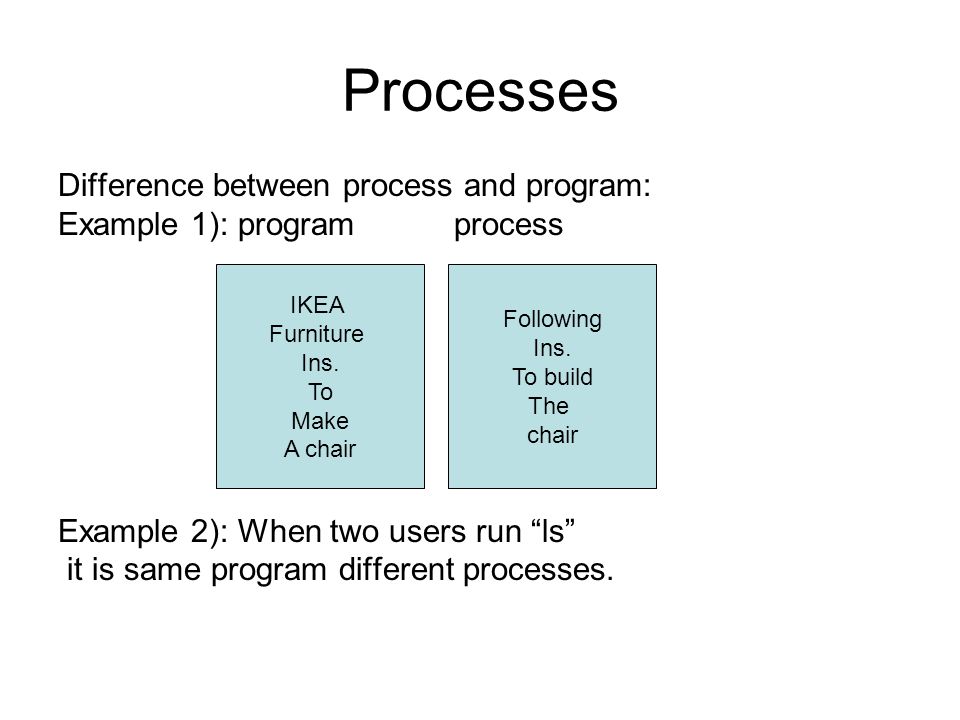 Processes
Difference between process and program:
Example 1): program process
IKEA
Furniture
Ins.
To
Make
A chair
Following
Ins.
To build
The
chair
Example 2): When two users run “ls”
it is same program different processes.